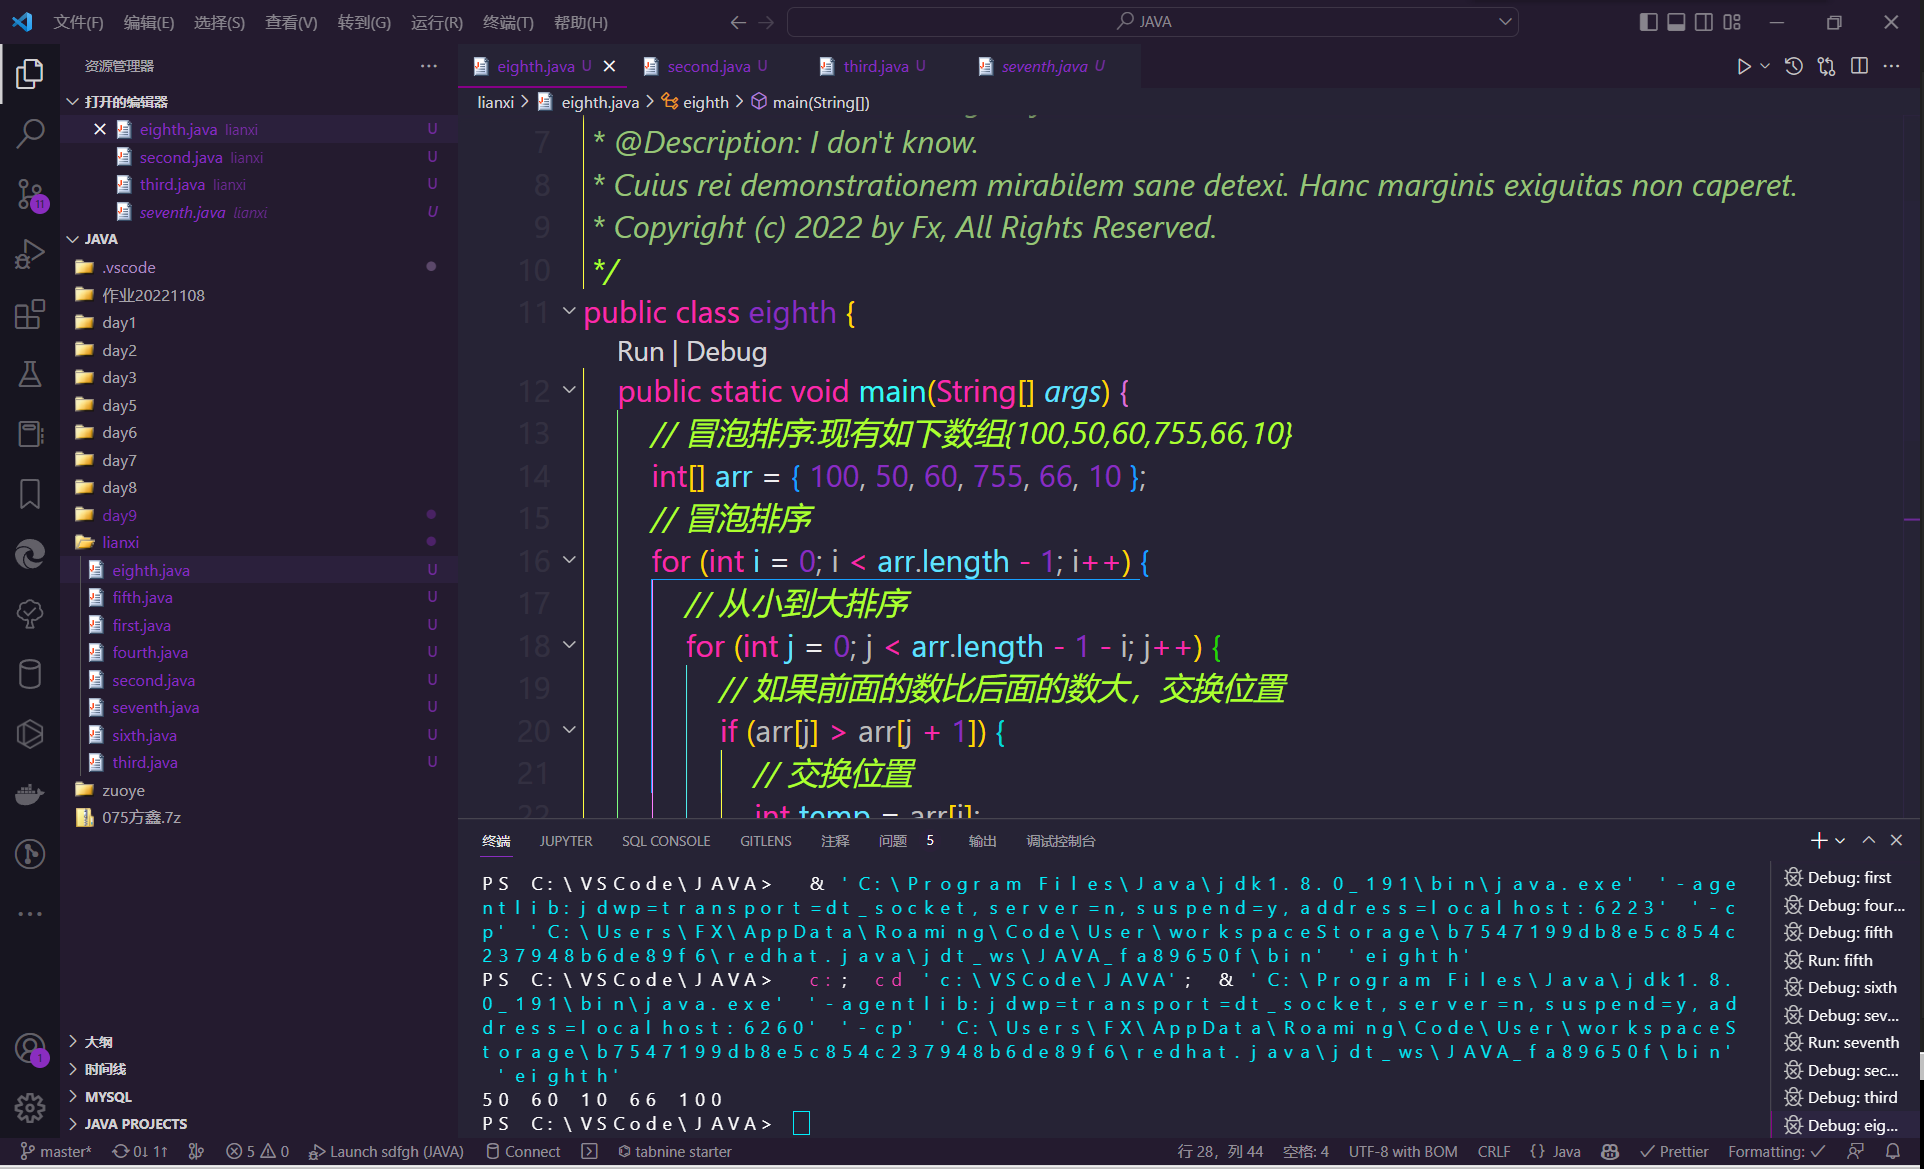 文件(F) 编辑(E) 选择(S) 查看(V) 转到(G) 运行(R) 终端(T) 帮助(H)
JAVA
资源管理器
打开的编辑器
eighth.java lianxi U
second.java lianxi U
third.java lianxi U
seventh.java lianxi U
JAVA
.vscode
作业20221108
day1
day2
day3
day5
day6
day7
day8
day9
lianxi
eighth.java U
fifth.java U
first.java U
fourth.java U
second.java U
seventh.java U
sixth.java U
third.java U
zuoye
075方鑫.7z
大纲
时间线
MYSQL
JAVA PROJECTS
11
1
eighth.java U second.java U third.java U seventh.java U
lianxi > eighth.java > eighth > main(String[])
7 * @Description: I don't know.
8 * Cuius rei demonstrationem mirabilem sane detexi. Hanc marginis exiguitas non caperet.
9 * Copyright (c) 2022 by Fx, All Rights Reserved.
10 */
11 public class eighth {
Run | Debug
12 public static void main(String[] args) {
13 // 冒泡排序:现有如下数组{100,50,60,755,66,10}
14 int[] arr = { 100, 50, 60, 755, 66, 10 };
15 // 冒泡排序
16 for (int i = 0; i < arr.length - 1; i++) {
17 // 从小到大排序
18 for (int j = 0; j < arr.length - 1 - i; j++) {
19 // 如果前面的数比后面的数大，交换位置
20 if (arr[j] > arr[j + 1]) {
21 // 交换位置
22 int temp = arr[j];
终端 JUPYTER SQL CONSOLE GITLENS 注释 问题 5 输出 调试控制台
PS C:\VSCode\JAVA> & 'C:\Program Files\Java\jdk1.8.0_191\bin\java.exe' '-age
ntlib:jdwp=transport=dt_socket,server=n,suspend=y,address=localhost:6223' '-c
p' 'C:\Users\FX\AppData\Roaming\Code\User\workspaceStorage\b7547199db8e5c854c
237948b6de89f6\redhat.java\jdt_ws\JAVA_fa89650f\bin' 'eighth'
PS C:\VSCode\JAVA> c:; cd 'c:\VSCode\JAVA'; & 'C:\Program Files\Java\jdk1.8.
0_191\bin\java.exe' '-agentlib:jdwp=transport=dt_socket,server=n,suspend=y,ad
dress=localhost:6260' '-cp' 'C:\Users\FX\AppData\Roaming\Code\User\workspaceS
torage\b7547199db8e5c854c237948b6de89f6\redhat.java\jdt_ws\JAVA_fa89650f\bin'
'eighth'
50 60 10 66 100
PS C:\VSCode\JAVA>
Debug: first
Debug: four...
Debug: fifth
Run: fifth
Debug: sixth
Debug: sev...
Run: seventh
Debug: sec...
Debug: third
Debug: eig...
master* 0↓ 1↑ 5 0 Launch sdfgh (JAVA) Connect tabnine starter 行 28，列 44 空格: 4 UTF-8 with BOM CRLF {} Java Prettier Formatting: ✓